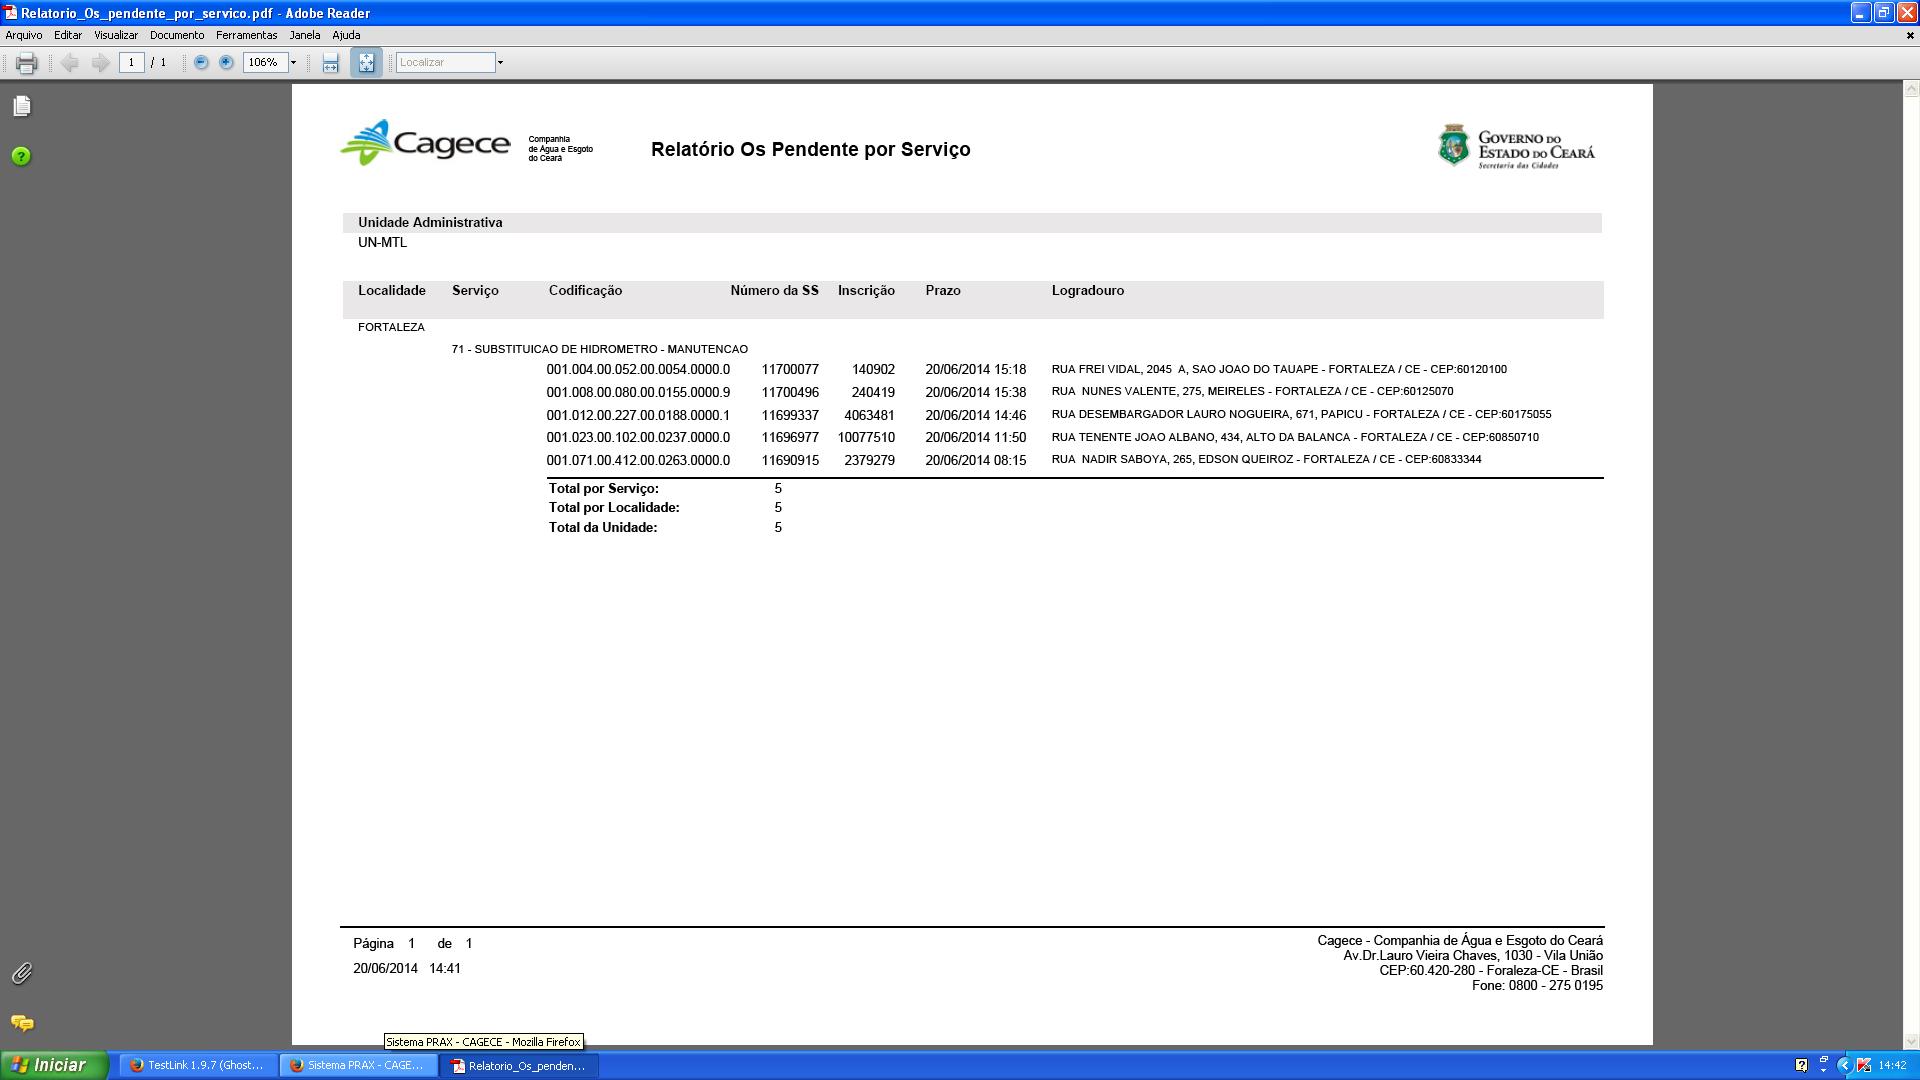 Relatorio_Os_pendente_por_servico.pdf - Adobe Reader
Arquivo Editar Visualizar Documento Ferramentas Janela Ajuda
1 / 1 106% Localizar
Cagece
Companhia
de Água e Esgoto
do Ceará
Relatório Os Pendente por Serviço
GOVERNO DO
ESTADO DO CEARÁ
Secretaria das Cidades
Unidade Administrativa
UN-MTL
Localidade Serviço Codificação Número da SS Inscrição Prazo Logradouro
FORTALEZA
71 - SUBSTITUICAO DE HIDROMETRO - MANUTENCAO
001.004.00.052.00.0054.0000.0 11700077 140902 20/06/2014 15:18 RUA FREI VIDAL, 2045 A, SAO JOAO DO TAUAPE - FORTALEZA / CE - CEP:60120100
001.008.00.080.00.0155.0000.9 11700496 240419 20/06/2014 15:38 RUA NUNES VALENTE, 275, MEIRELES - FORTALEZA / CE - CEP:60125070
001.012.00.227.00.0188.0000.1 11699337 4063481 20/06/2014 14:46 RUA DESEMBARGADOR LAURO NOGUEIRA, 671, PAPICU - FORTALEZA / CE - CEP:60175055
001.023.00.102.00.0237.0000.0 11696977 10077510 20/06/2014 11:50 RUA TENENTE JOAO ALBANO, 434, ALTO DA BALANCA - FORTALEZA / CE - CEP:60850710
001.071.00.412.00.0263.0000.0 11690915 2379279 20/06/2014 08:15 RUA NADIR SABOYA, 265, EDSON QUEIROZ - FORTALEZA / CE - CEP:60833344
Total por Serviço: 5
Total por Localidade: 5
Total da Unidade: 5
Página 1 de 1
20/06/2014 14:41
Cagece - Companhia de Água e Esgoto do Ceará
Av.Dr.Lauro Vieira Chaves, 1030 - Vila União
CEP:60.420-280 - Foraleza-CE - Brasil
Fone: 0800 - 275 0195
Sistema PRAX - CAGECE - Mozilla Firefox
Iniciar TestLink 1.9.7 (Ghost... Sistema PRAX - CAGE... Relatorio_Os_penden... 14:42